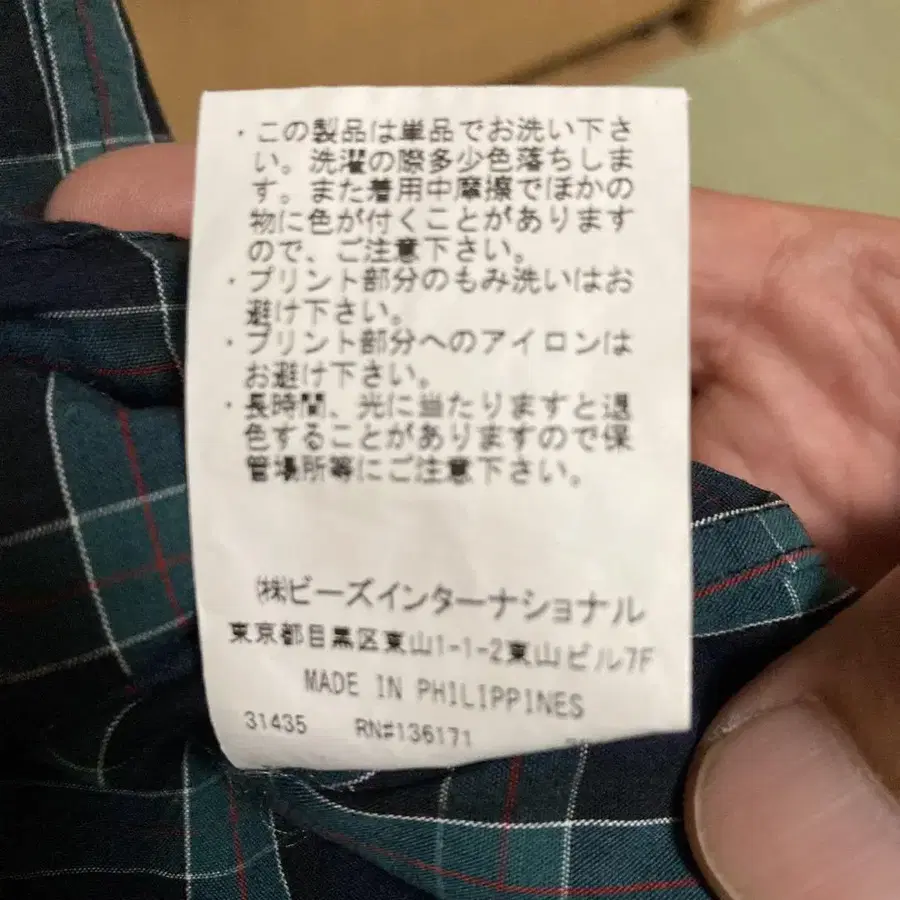 ・この製品は単品でお洗い下さ
い。洗濯の際多少色落ちしま
す。また着用中摩擦でほかの
物に色が付くことがあります
ので、ご注意下さい。
・プリント部分のもみ洗いはお
避け下さい。
・プリント部分へのアイロンは
お避け下さい。
・長時間、光に当たりますと退
色することがありますので保
管場所等にご注意下さい。
㈱ビーズインターナショナル
東京都目黒区東山1-1-2東山ビル7F
MADE IN PHILIPPINES
31435 RN#136171